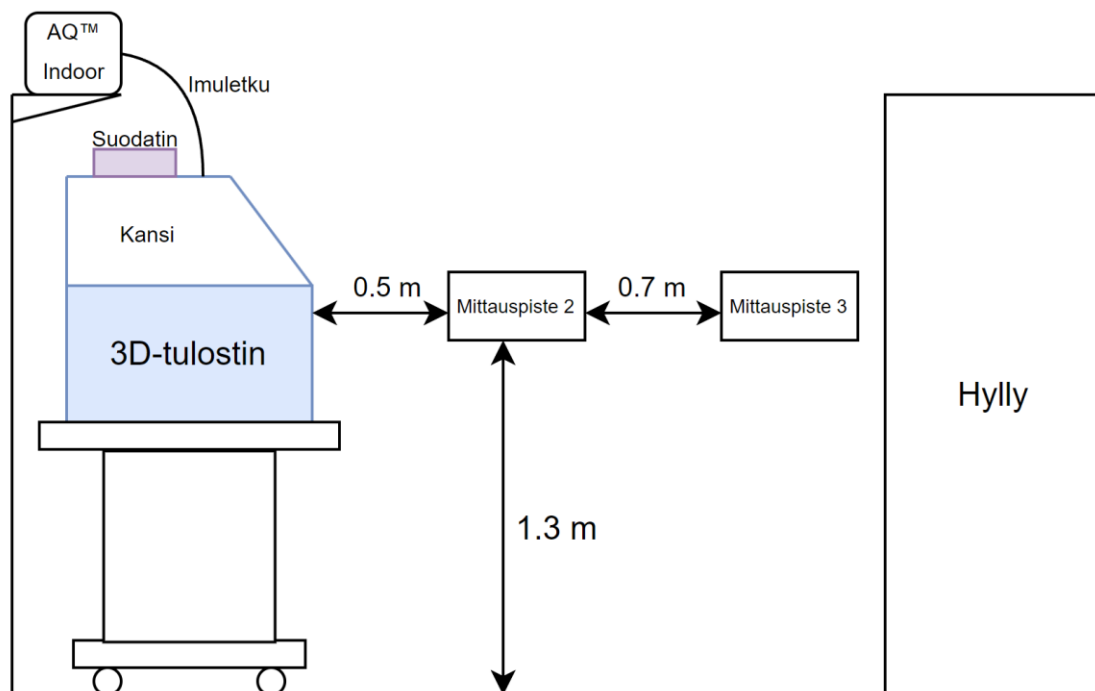 AQ™
Indoor
Imuletku
Suodatin
Kansi
0.5 m
Mittauspiste 2
0.7 m
Mittauspiste 3
3D-tulostin
Hylly
1.3 m